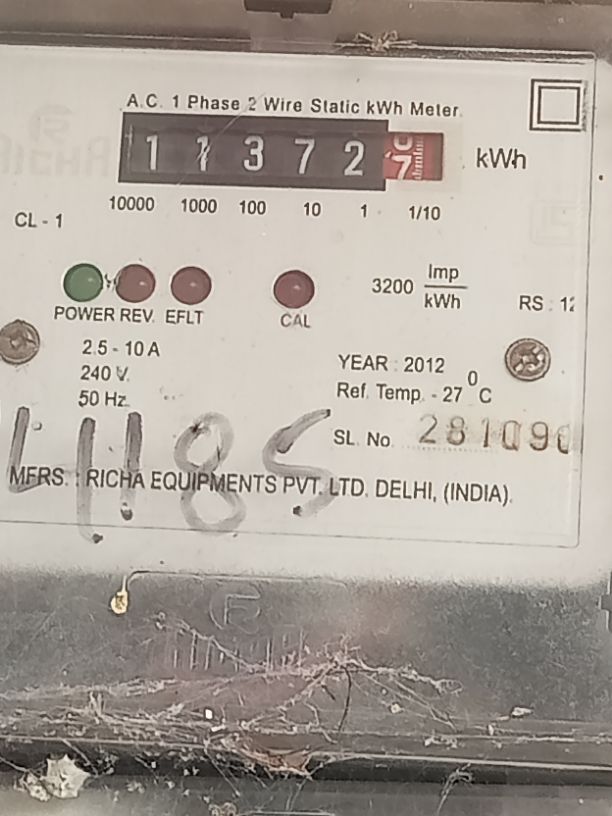 A.C. 1 Phase 2 Wire Static kWh Meter
1 1 3 7 2 7 kWh
10000 1000 100 10 1 1/10
CL - 1
3200 Imp/kWh
RS : 12
POWER REV. EFLT CAL
2.5 - 10 A
240 V.
50 Hz.
YEAR : 2012
Ref. Temp. - 27 °C
SL. No. 281090
4185
MFRS. : RICHA EQUIPMENTS PVT. LTD. DELHI, (INDIA).